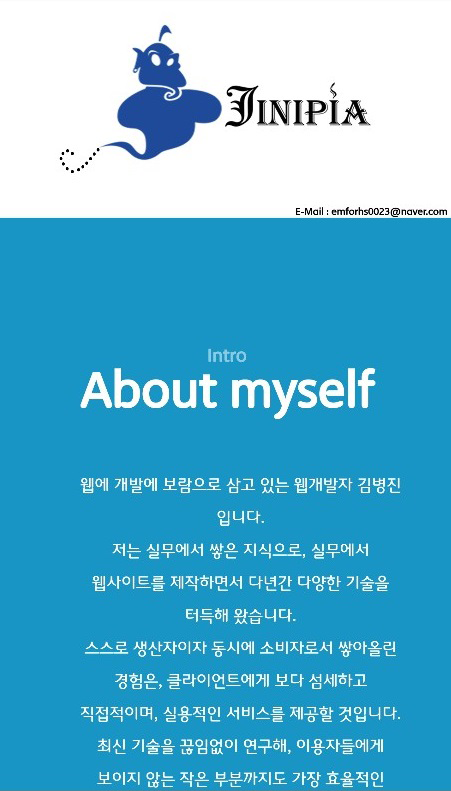 JINIPIA
E-Mail : emforhs0023@naver.com
Intro
About myself
웹에 개발에 보람으로 삼고 있는 웹개발자 김병진
입니다.
저는 실무에서 쌓은 지식으로, 실무에서
웹사이트를 제작하면서 다년간 다양한 기술을
터득해 왔습니다.
스스로 생산자이자 동시에 소비자로서 쌓아올린
경험은, 클라이언트에게 보다 섬세하고
직접적이며, 실용적인 서비스를 제공할 것입니다.
최신 기술을 끊임없이 연구해, 이용자들에게
보이지 않는 작은 부분까지도 가장 효율적인